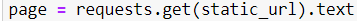 page = requests.get(static_url).text